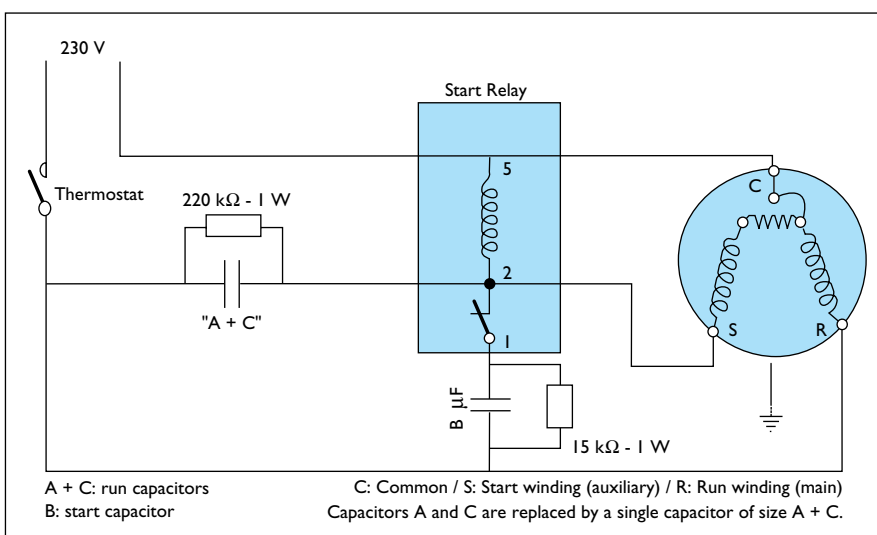 230 V
Start Relay
5
C
Thermostat
220 kΩ - 1 W
2
"A + C"
1
S
R
B μF
15 kΩ - 1 W
A + C: run capacitors
B: start capacitor
C: Common / S: Start winding (auxiliary) / R: Run winding (main)
Capacitors A and C are replaced by a single capacitor of size A + C.